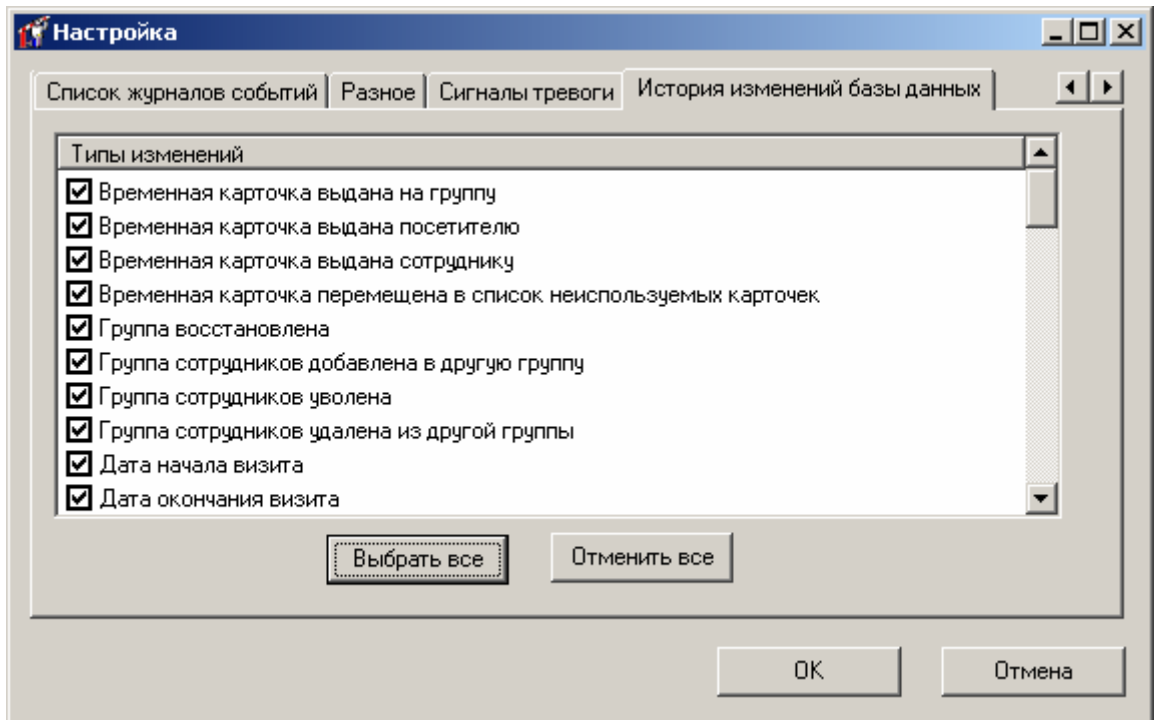 Настройка
Список журналов событий Разное Сигналы тревоги История изменений базы данных
Типы изменений
Временная карточка выдана на группу
Временная карточка выдана посетителю
Временная карточка выдана сотруднику
Временная карточка перемещена в список неиспользуемых карточек
Группа восстановлена
Группа сотрудников добавлена в другую группу
Группа сотрудников уволена
Группа сотрудников удалена из другой группы
Дата начала визита
Дата окончания визита
Выбрать все Отменить все
OK Отмена